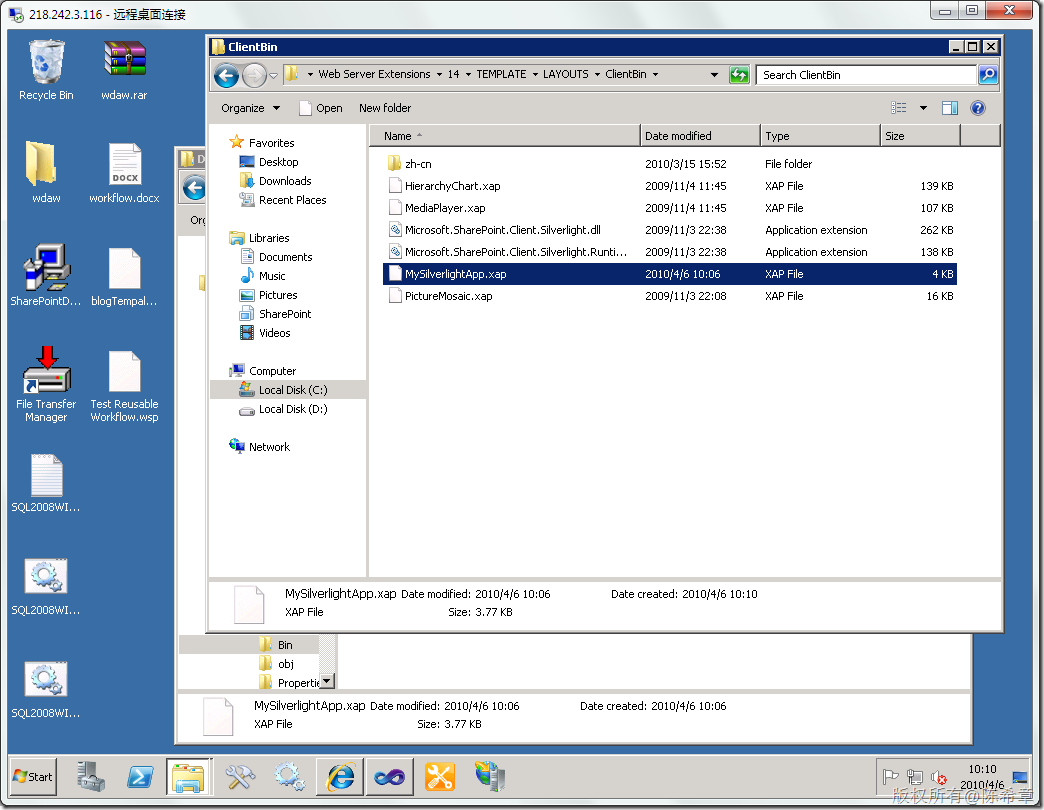 218.242.3.116 - 远程桌面连接
Recycle Bin
wdaw.rar
wdaw
workflow.docx
DOCX
SharePointD...
blogTempal...
File Transfer
Manager
Test Reusable
Workflow.wsp
SQL2008WI...
SQL2008WI...
SQL2008WI...
D
Org
ClientBin
Web Server Extensions
14
TEMPLATE
LAYOUTS
ClientBin
Search ClientBin
Organize
Open
New folder
Favorites
Desktop
Downloads
Recent Places
Libraries
Documents
Music
Pictures
SharePoint
Videos
Computer
Local Disk (C:)
Local Disk (D:)
Network
Name Date modified Type Size
zh-cn 2010/3/15 15:52 File folder
HierarchyChart.xap 2009/11/4 11:45 XAP File 139 KB
MediaPlayer.xap 2009/11/4 11:45 XAP File 107 KB
Microsoft.SharePoint.Client.Silverlight.dll 2009/11/3 22:38 Application extension 262 KB
Microsoft.SharePoint.Client.Silverlight.Runti... 2009/11/3 22:38 Application extension 138 KB
MySilverlightApp.xap 2010/4/6 10:06 XAP File 4 KB
PictureMosaic.xap 2009/11/3 22:08 XAP File 16 KB
MySilverlightApp.xap Date modified: 2010/4/6 10:06 Date created: 2010/4/6 10:10
XAP File Size: 3.77 KB
Bin
obj
Propertie
MySilverlightApp.xap Date modified: 2010/4/6 10:06 Date created: 2010/4/6 10:06
XAP File Size: 3.77 KB
Start
10:10
2010/4/6
版权所有@陈希章